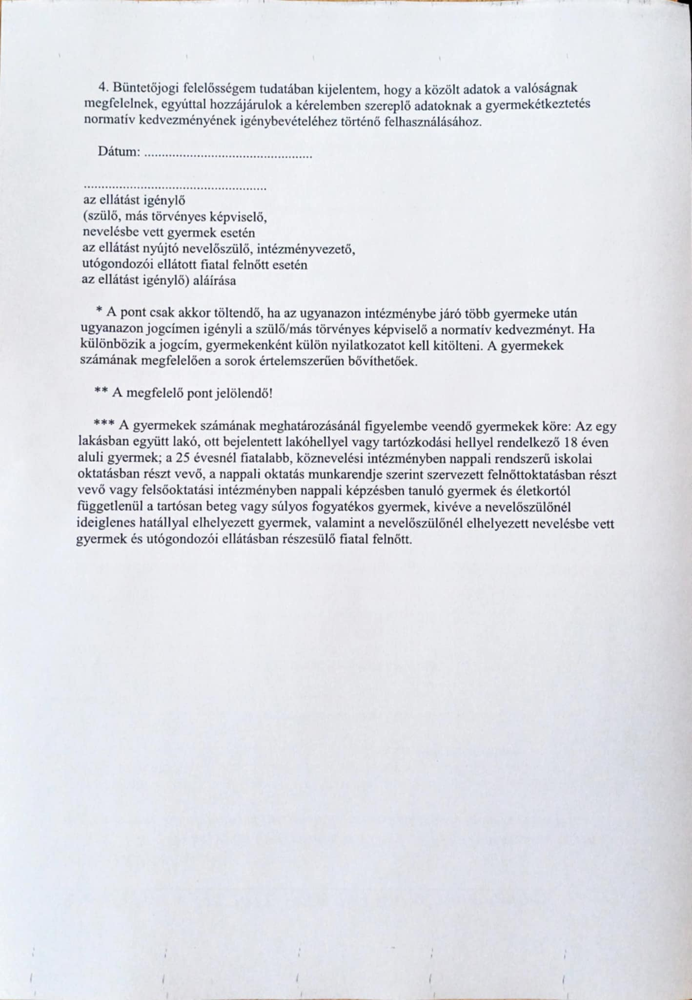 4. Büntetőjogi felelősségem tudatában kijelentem, hogy a közölt adatok a valóságnak
megfelelnek, egyúttal hozzájárulok a kérelemben szereplő adatoknak a gyermekétkeztetés
normatív kedvezményének igénybevételéhez történő felhasználásához.
Dátum: ................................................
.....................................................
az ellátást igénylő
(szülő, más törvényes képviselő,
nevelésbe vett gyermek esetén
az ellátást nyújtó nevelőszülő, intézményvezető,
utógondozói ellátott fiatal felnőtt esetén
az ellátást igénylő) aláírása
* A pont csak akkor töltendő, ha az ugyanazon intézménybe járó több gyermeke után
ugyanazon jogcímen igényli a szülő/más törvényes képviselő a normatív kedvezményt. Ha
különbözik a jogcím, gyermekenként külön nyilatkozatot kell kitölteni. A gyermekek
számának megfelelően a sorok értelemszerűen bővíthetőek.
** A megfelelő pont jelölendő!
*** A gyermekek számának meghatározásánál figyelembe veendő gyermekek köre: Az egy
lakásban együtt lakó, ott bejelentett lakóhellyel vagy tartózkodási hellyel rendelkező 18 éven
aluli gyermek; a 25 évesnél fiatalabb, köznevelési intézményben nappali rendszerű iskolai
oktatásban részt vevő, a nappali oktatás munkarendje szerint szervezett felnőttoktatásban részt
vevő vagy felsőoktatási intézményben nappali képzésben tanuló gyermek és életkortól
függetlenül a tartósan beteg vagy súlyos fogyatékos gyermek, kivéve a nevelőszülőnél
ideiglenes hatállyal elhelyezett gyermek, valamint a nevelőszülőnél elhelyezett nevelésbe vett
gyermek és utógondozói ellátásban részesülő fiatal felnőtt.